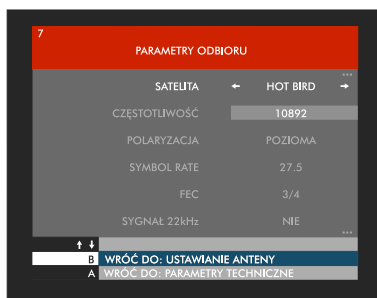 7
PARAMETRY ODBIORU
...
SATELITA ← HOT BIRD →
CZĘSTOTLIWOŚĆ 10892
POLARYZACJA POZIOMA
SYMBOL RATE 27.5
FEC 3/4
SYGNAŁ 22kHz NIE
...
↑ ↓
B WRÓĆ DO: USTAWIANIE ANTENY
A WRÓĆ DO: PARAMETRY TECHNICZNE